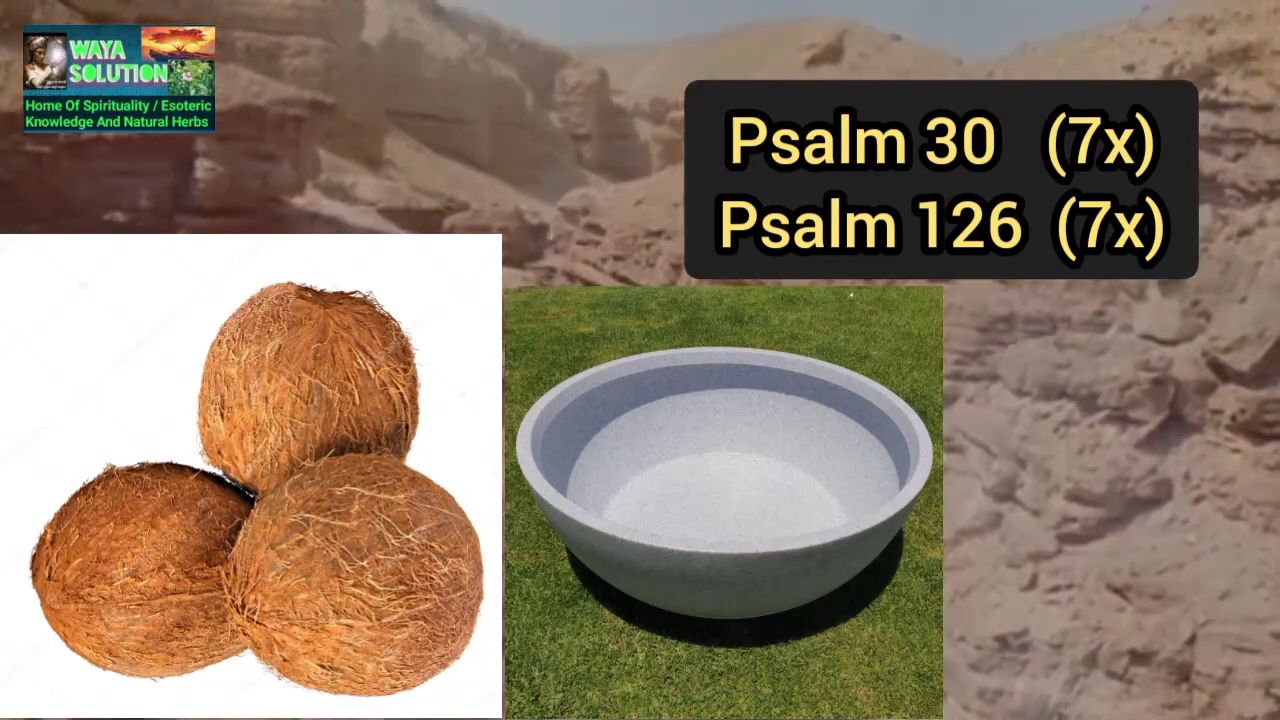 WAYA
SOLUTION
Home Of Spirituality / Esoteric
Knowledge And Natural Herbs
Psalm 30 (7x)
Psalm 126 (7x)